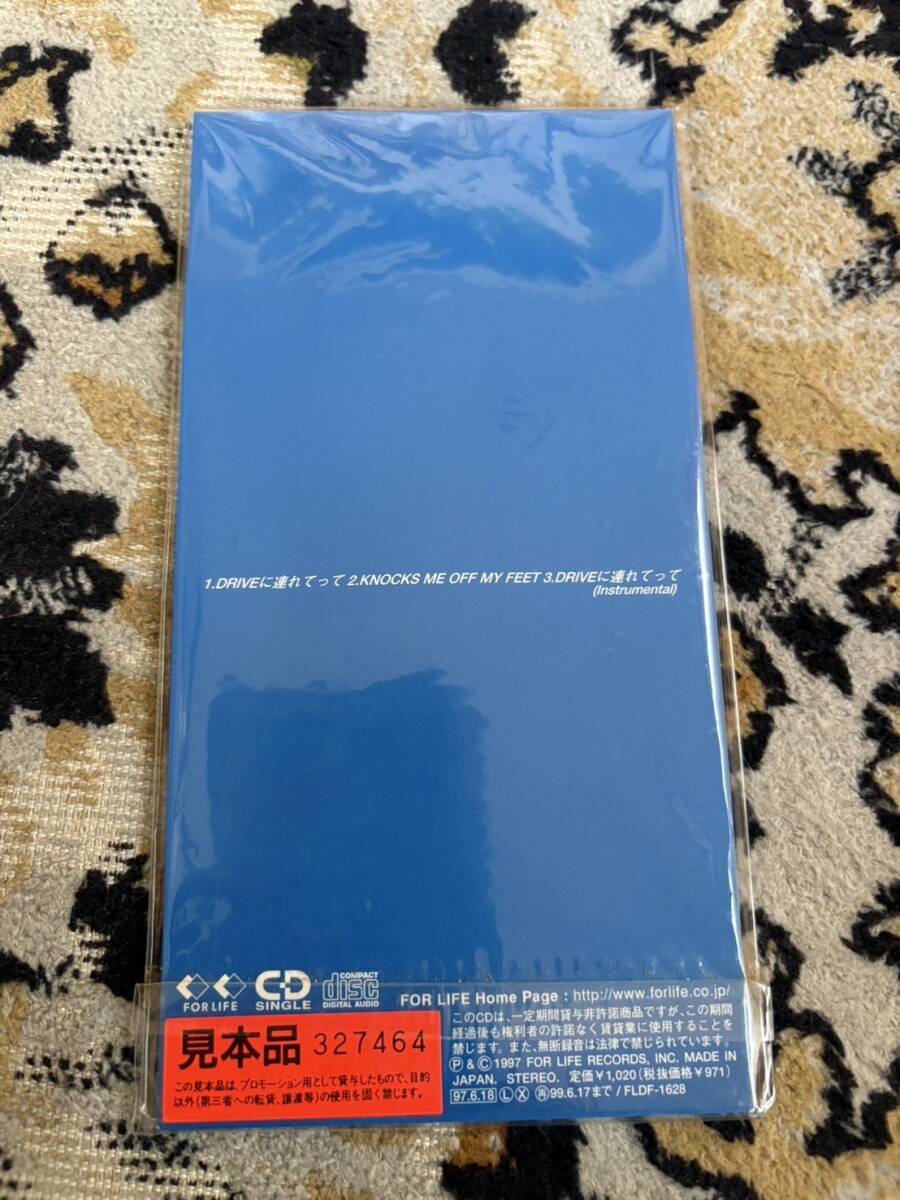 1.DRIVEに連れてって 2.KNOCKS ME OFF MY FEET 3.DRIVEに連れてって
(Instrumental)
FOR LIFE
CD
SINGLE
COMPACT
disc
DIGITAL AUDIO
FOR LIFE Home Page : http://www.forlife.co.jp/
このCDは、一定期間貸与非許諾商品ですが、この期間
経過後も権利者の許諾なく賃貸業に使用することを
禁じます。また、無断録音は法律で禁じられています。
Ⓟ&Ⓒ1997 FOR LIFE RECORDS, INC. MADE IN
JAPAN. STEREO. 定価¥1,020(税抜価格¥971)
97.6.18 Ⓛ Ⓧ 再99.6.17まで/FLDF-1628
見本品 327464
この見本品は、プロモーション用として貸与したもので、目的
以外(第三者への転貸、譲渡等)の使用を固く禁じます。